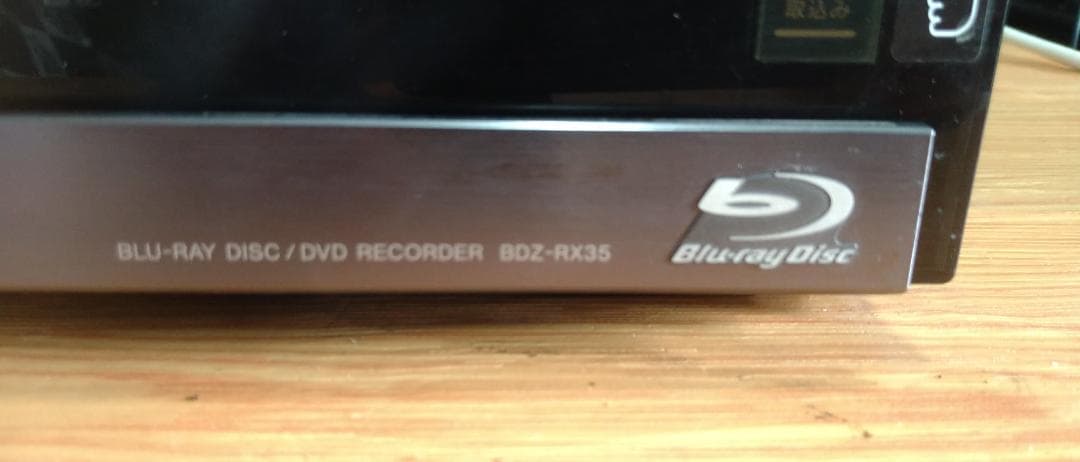 取込み
BLU-RAY DISC / DVD RECORDER BDZ-RX35
Blu-ray Disc